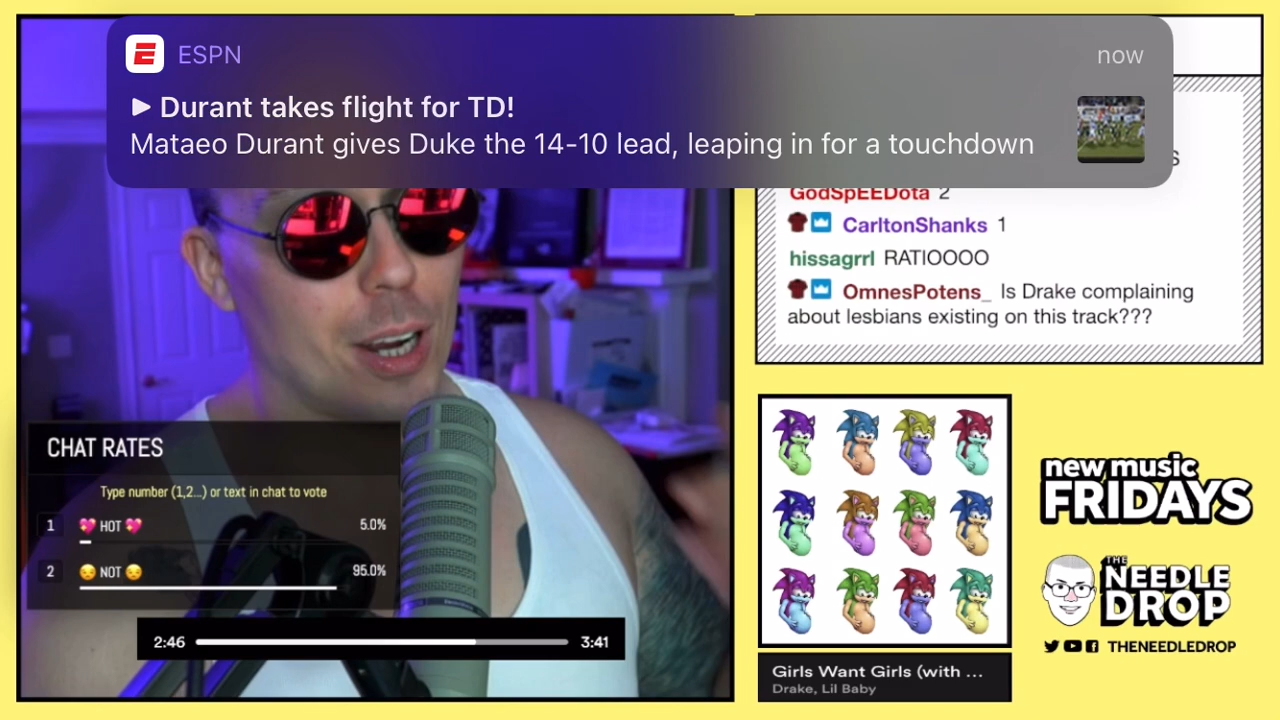 ESPN
now
Durant takes flight for TD!
Mataeo Durant gives Duke the 14-10 lead, leaping in for a touchdown
GodSpEEDota 2
CarltonShanks 1
hissagrrl RATIOOOO
OmnesPotens_ Is Drake complaining
about lesbians existing on this track???
CHAT RATES
Type number (1,2...) or text in chat to vote
1 💖 HOT 💖 5.0%
2 😒 NOT 😒 95.0%
2:46
3:41
Girls Want Girls (with ...
Drake, Lil Baby
new music
FRIDAYS
THE
NEEDLE
DROP
THENEEDLEDROP